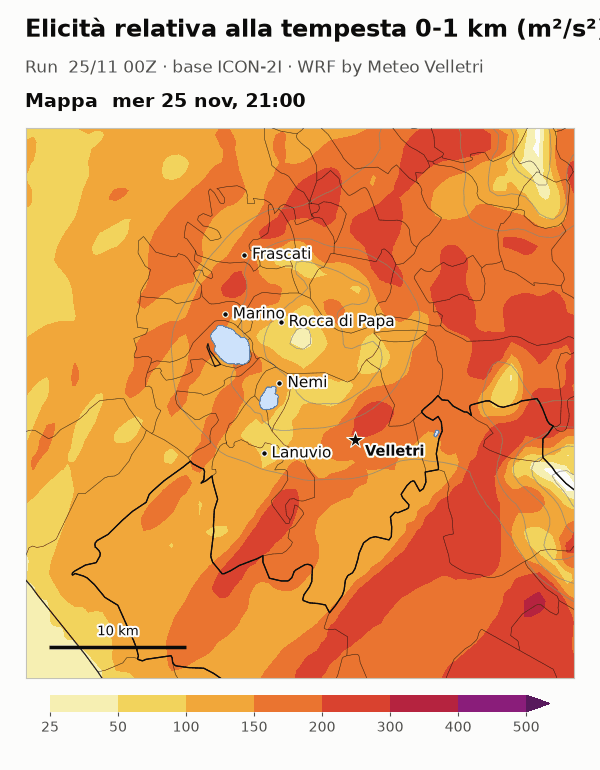 Elicità relativa alla tempesta 0-1 km (m²/s²)
Run 25/11 00Z · base ICON-2I · WRF by Meteo Velletri
Mappa mer 25 nov, 21:00
Frascati
Marino
Rocca di Papa
Nemi
Velletri
Lanuvio
10 km
25 50 100 150 200 300 400 500